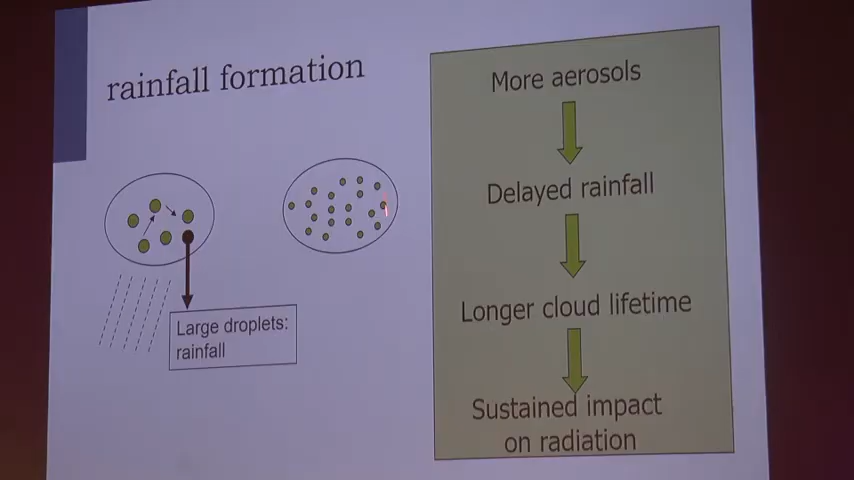 rainfall formation
Large droplets:
rainfall
More aerosols
Delayed rainfall
Longer cloud lifetime
Sustained impact
on radiation